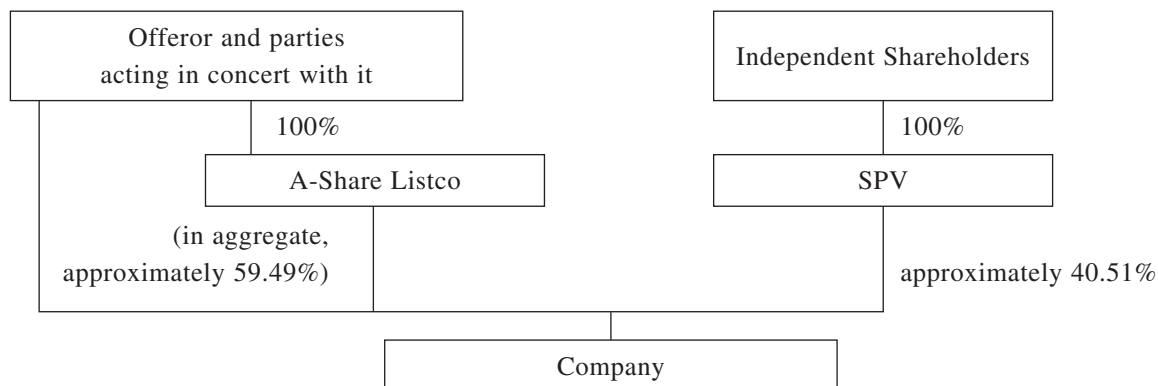 Offeror and parties
acting in concert with it
Independent Shareholders
100%
100%
A-Share Listco
SPV
(in aggregate,
approximately 59.49%)
approximately 40.51%
Company